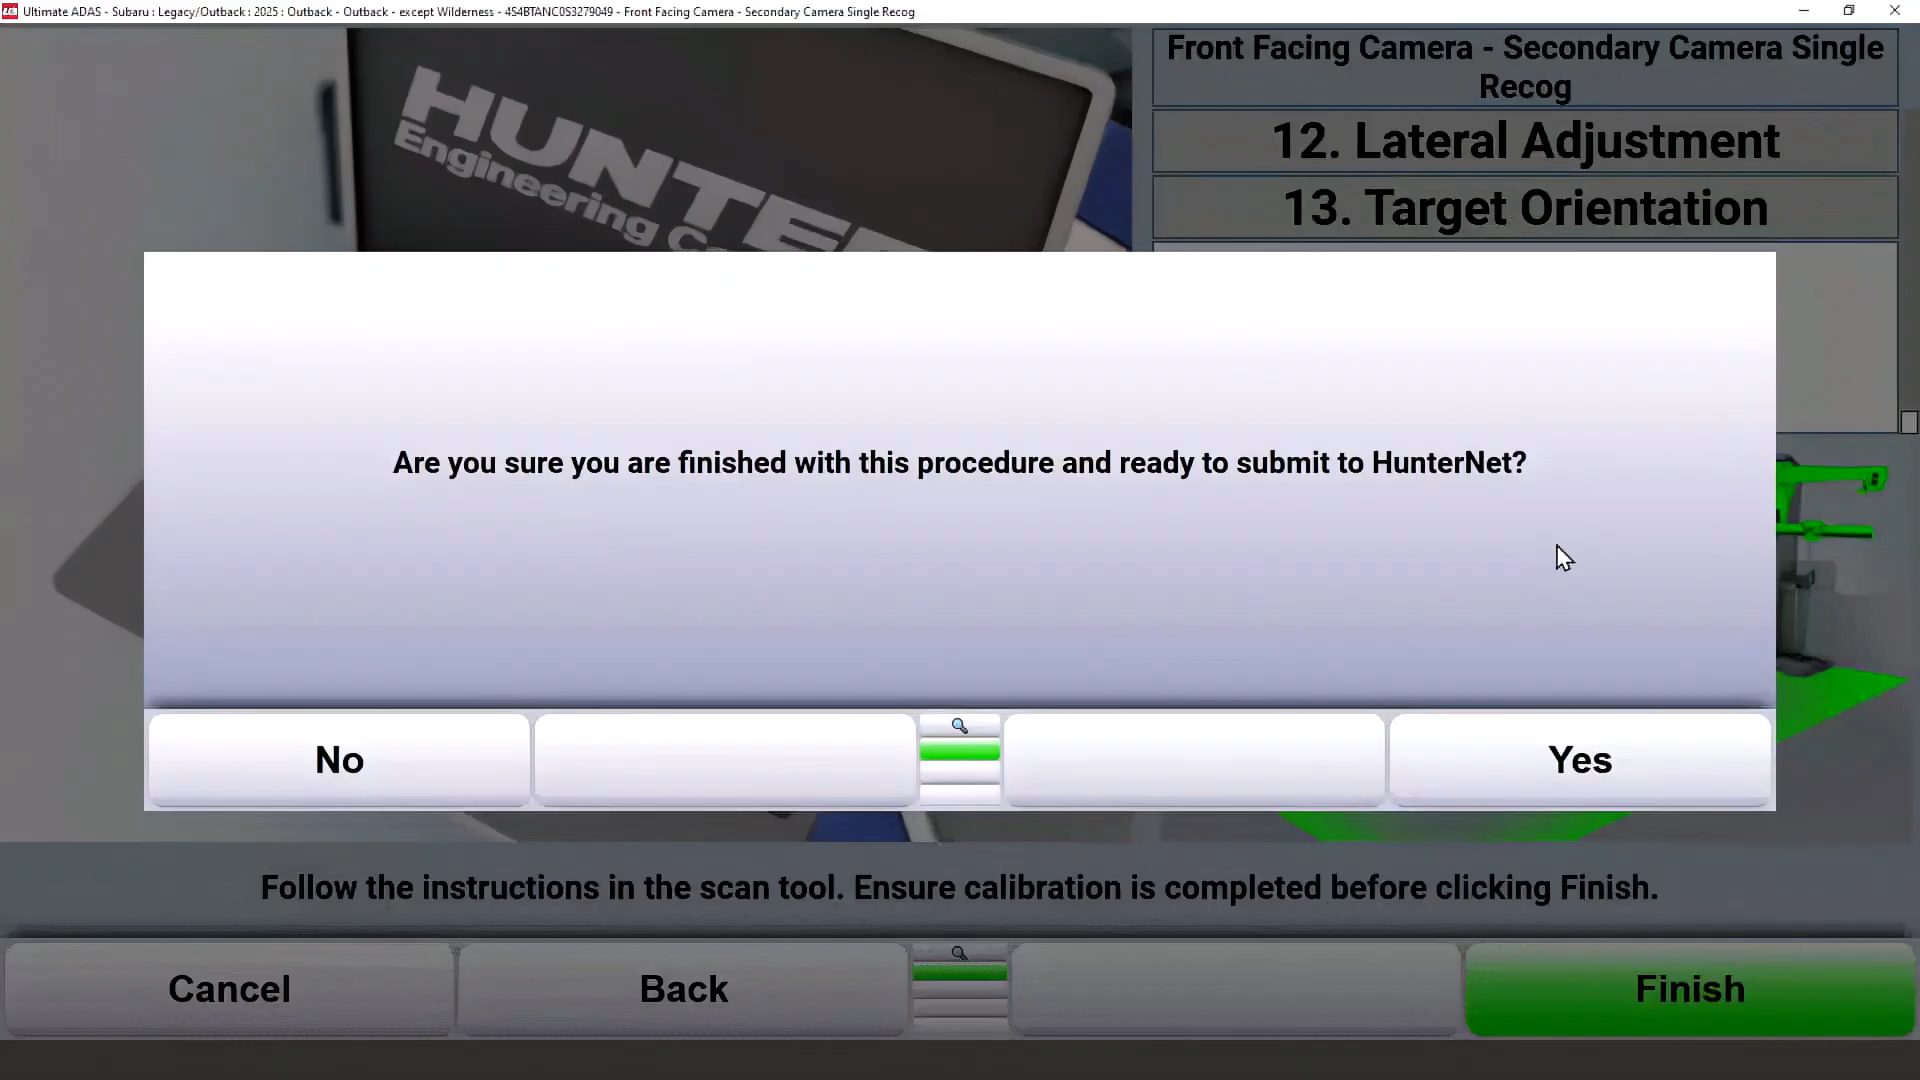 Ultimate ADAS - Subaru : Legacy/Outback : 2025 : Outback - Outback - except Wilderness - 4S4BTANC0S3279049 - Front Facing Camera - Secondary Camera Single Recog
Front Facing Camera - Secondary Camera Single
Recog
12. Lateral Adjustment
13. Target Orientation
HUNTER
Engineering
Are you sure you are finished with this procedure and ready to submit to HunterNet?
No
Yes
Follow the instructions in the scan tool. Ensure calibration is completed before clicking Finish.
Cancel
Back
Finish